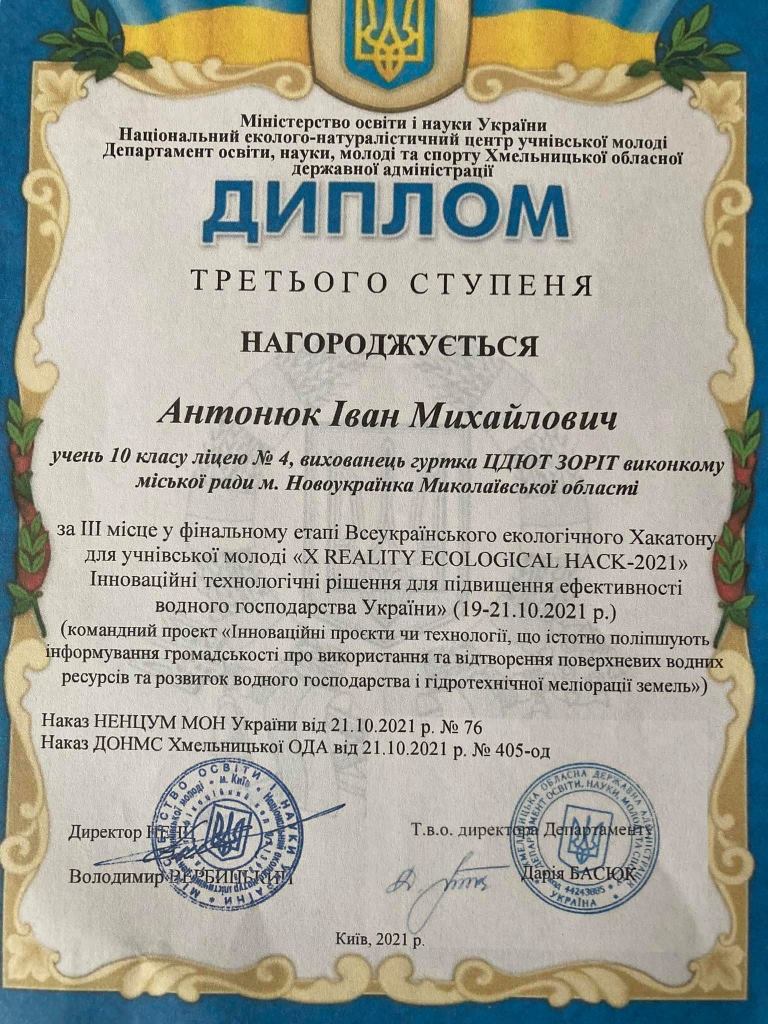 Міністерство освіти і науки України
Національний еколого-натуралістичний центр учнівської молоді
Департамент освіти, науки, молоді та спорту Хмельницької обласної
державної адміністрації
ДИПЛОМ
ТРЕТЬОГО СТУПЕНЯ
НАГОРОДЖУЄТЬСЯ
Антонюк Іван Михайлович
учень 10 класу ліцею № 4, вихованець гуртка ЦДЮТ ЗОРІТ виконкому
міської ради м. Новоукраїнка Миколаївської області
за ІІІ місце у фінальному етапі Всеукраїнського екологічного Хакатону
для учнівської молоді «X REALITY ECOLOGICAL HACK-2021»
Інноваційні технологічні рішення для підвищення ефективності
водного господарства України» (19-21.10.2021 р.)
(командний проект «Інноваційні проєкти чи технології, що істотно поліпшують
інформування громадськості про використання та відтворення поверхневих водних
ресурсів та розвиток водного господарства і гідротехнічної меліорації земель»)
Наказ НЕНЦУМ МОН України від 21.10.2021 р. № 76
Наказ ДОНМС Хмельницької ОДА від 21.10.2021 р. № 405-од
Директор
Т.в.о. директора Департаменту
Володимир ВЕРБИЦЬКИЙ
Дарія БАСЮК
УКРАЇНА
Київ, 2021 р.